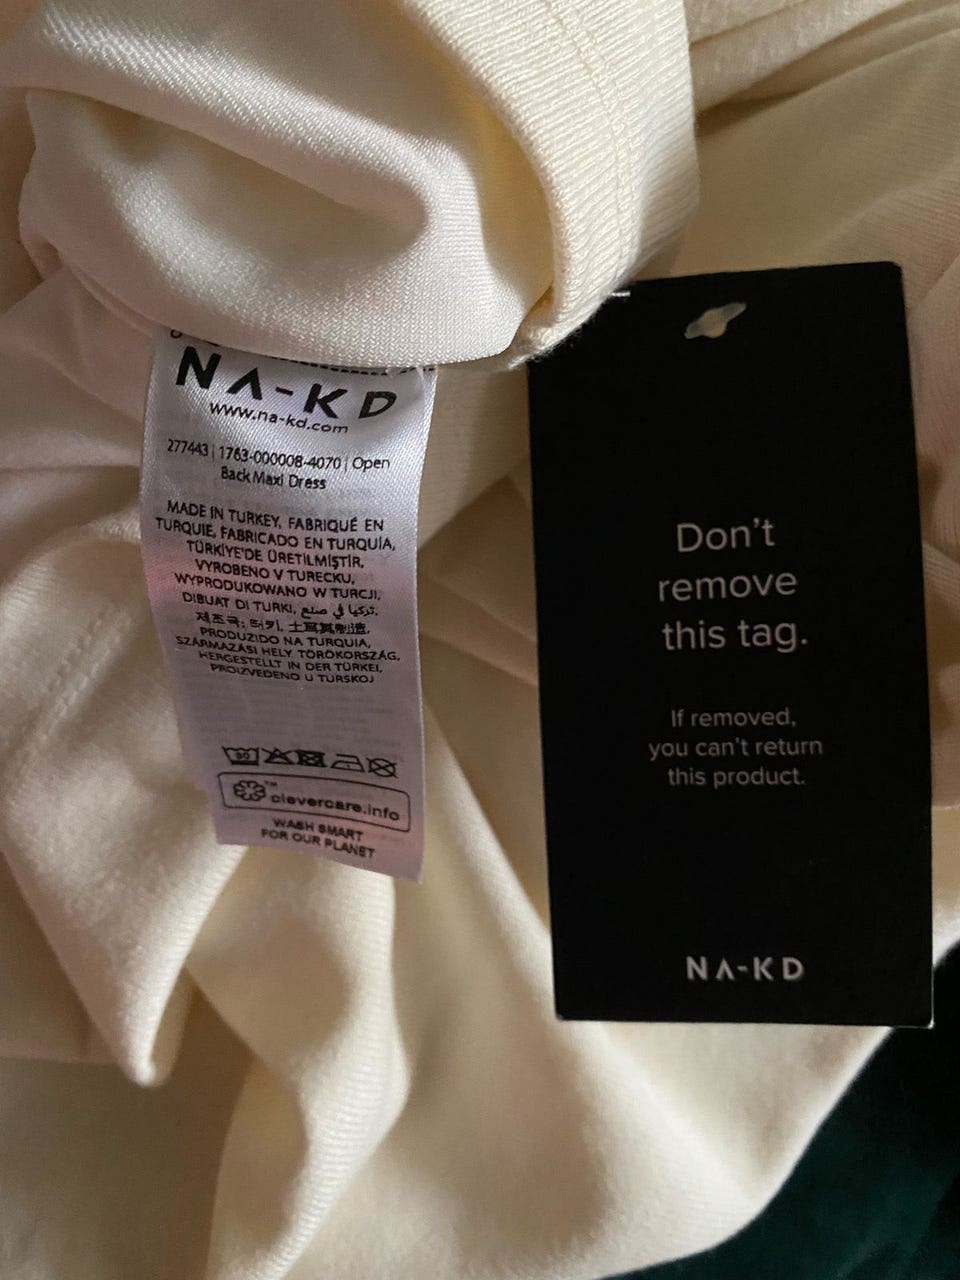 NA-KD
www.na-kd.com
277443 | 1763-000008-4070 | Open
Back Maxi Dress
MADE IN TURKEY, FABRIQUÉ EN
TURQUIE, FABRICADO EN TURQUÍA,
TÜRKİYE'DE ÜRETİLMİŞTİR,
VYROBENO V TURECKU,
WYPRODUKOWANO W TURCJI,
DIBUAT DI TURKI, صنع في تركيا,
제조국: 터키, 土耳其制造,
PRODUZIDO NA TURQUIA,
SZÁRMAZÁSI HELY TÖRÖKORSZÁG,
HERGESTELLT IN DER TÜRKEI,
PROIZVEDENO U TURSKOJ
30
clevercare.info
WASH SMART
FOR OUR PLANET
Don't
remove
this tag.
If removed,
you can't return
this product.
NA-KD